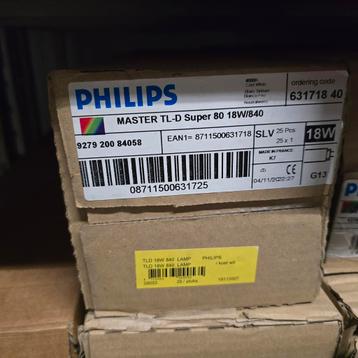 PHILIPS
ordering code
631718 40
MASTER TL-D Super 80 18W/840
9279 200 84058
EAN1= 8711500631718
SLV 25 Pcs
25 x 1
18W
MADE IN FRANCE
K7
G13
08711500631725
TLD 18W 840 LAMP PHILIPS
TLD 18W 840 LAMP